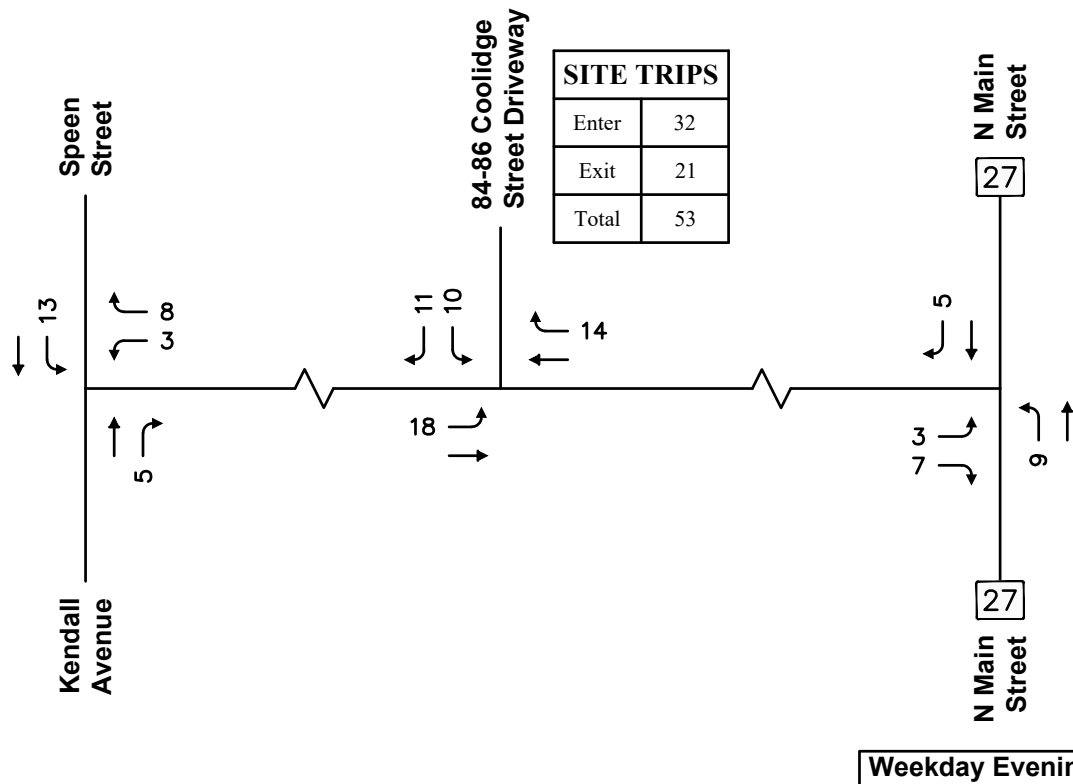 84-86 Coolidge
Street Driveway
SITE TRIPS
Enter 32
Exit 21
Total 53
Speen
Street
N Main
Street
27
13
8
3
11
10
14
5
5
18
3
7
9
Kendall
Avenue
27
N Main
Street